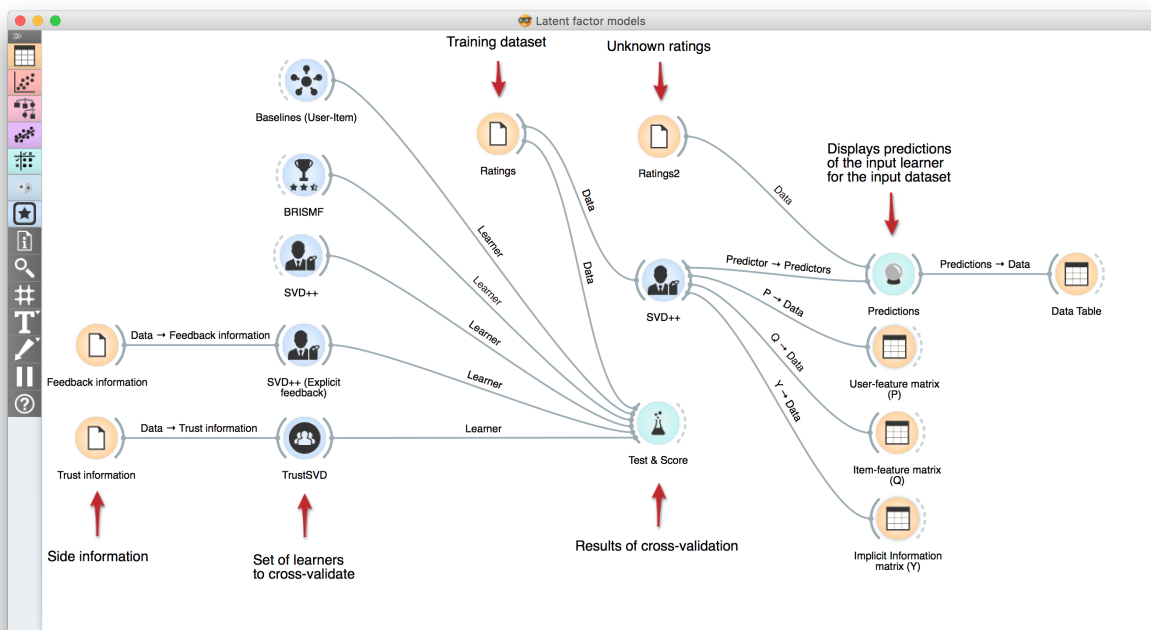 Latent factor models
Training dataset
Unknown ratings
Baselines (User-Item)
Ratings
Ratings2
Displays predictions
of the input learner
for the input dataset
BRISMF
Data
Data
Learner
Learner
Data
SVD++
Predictor → Predictors
Predictions → Data
SVD++
Predictions
Data Table
P → Data
Learner
Data → Feedback information
Q → Data
Feedback information
SVD++ (Explicit
feedback)
Learner
User-feature matrix
(P)
Y → Data
Data → Trust information
Learner
Trust information
TrustSVD
Test & Score
Item-feature matrix
(Q)
Side information
Set of learners
to cross-validate
Results of cross-validation
Implicit Information
matrix (Y)
T